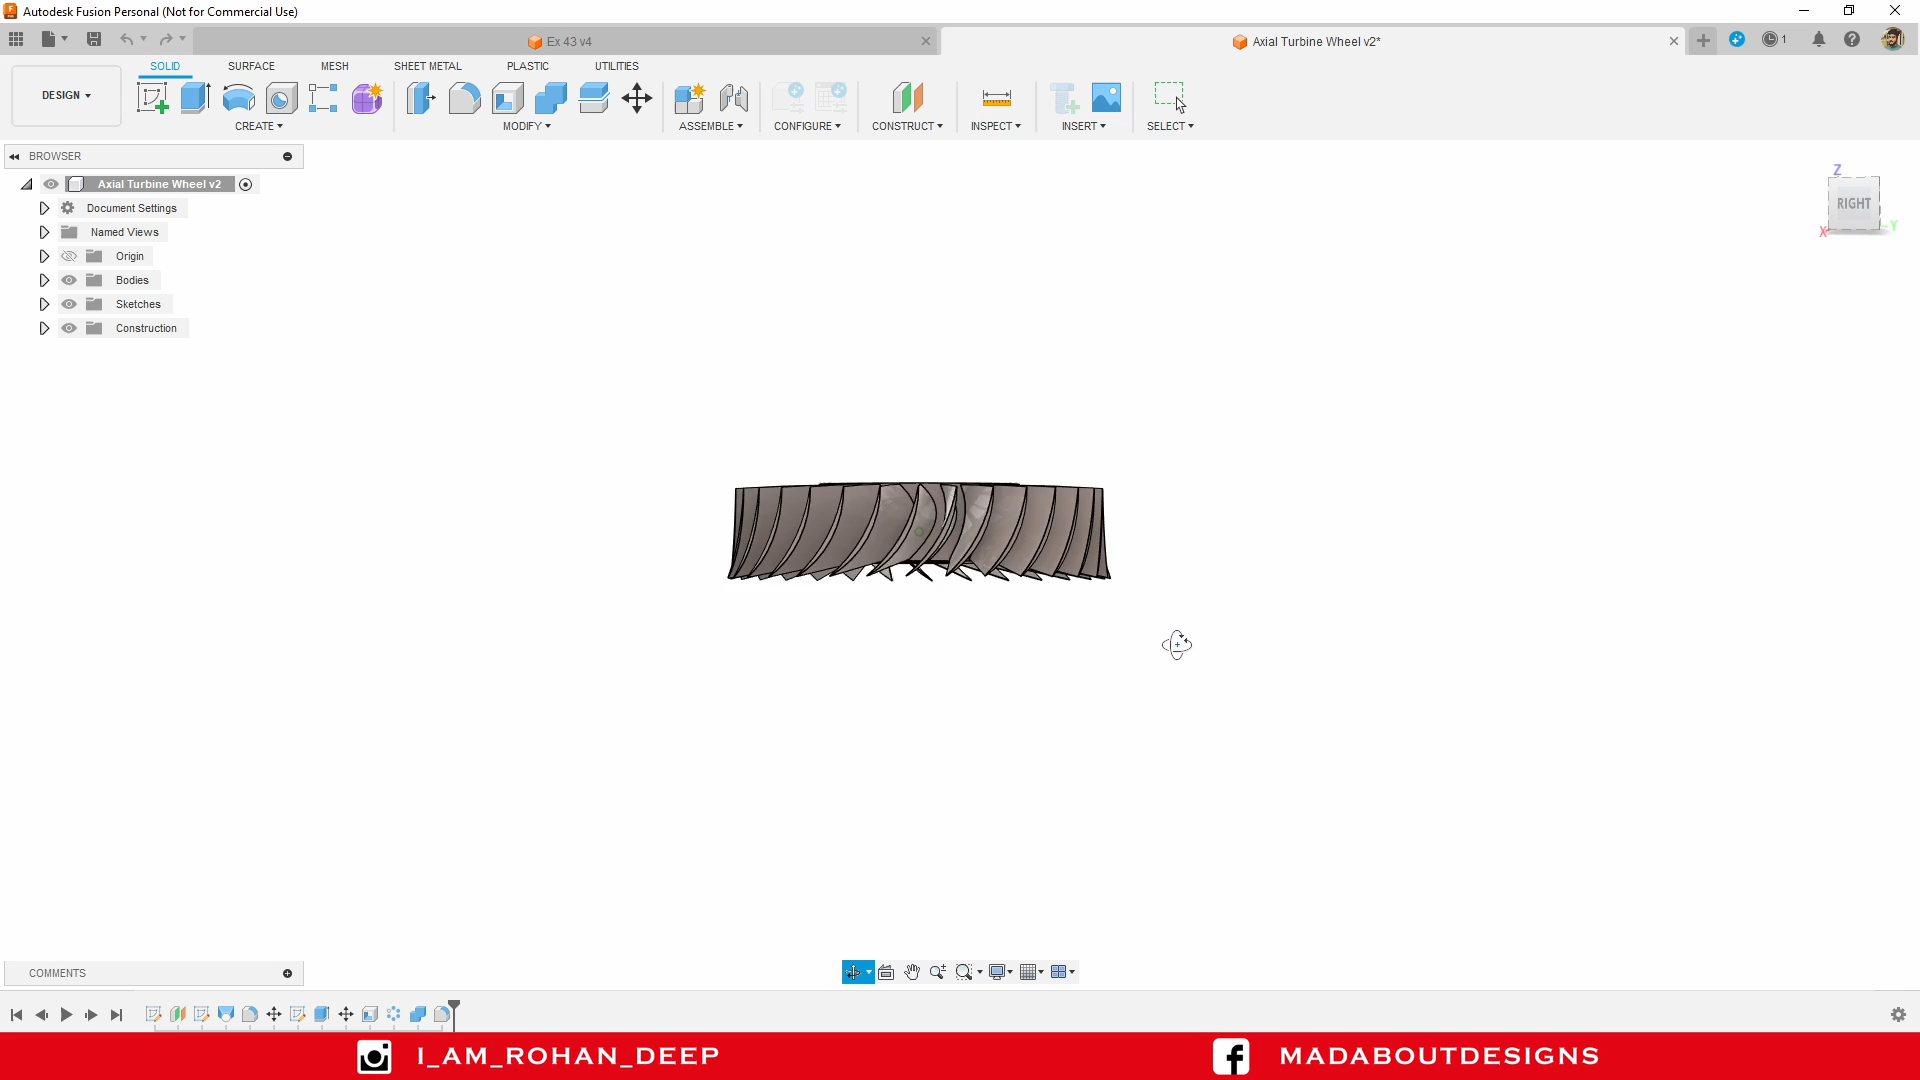 Autodesk Fusion Personal (Not for Commercial Use)
Ex 43 v4
Axial Turbine Wheel v2*
1
DESIGN
SOLID SURFACE MESH SHEET METAL PLASTIC UTILITIES
CREATE MODIFY ASSEMBLE CONFIGURE CONSTRUCT INSPECT INSERT SELECT
BROWSER
Axial Turbine Wheel v2
Document Settings
Named Views
Origin
Bodies
Sketches
Construction
Z
RIGHT
X
Y
COMMENTS
I_AM_ROHAN_DEEP
MADABOUTDESIGNS